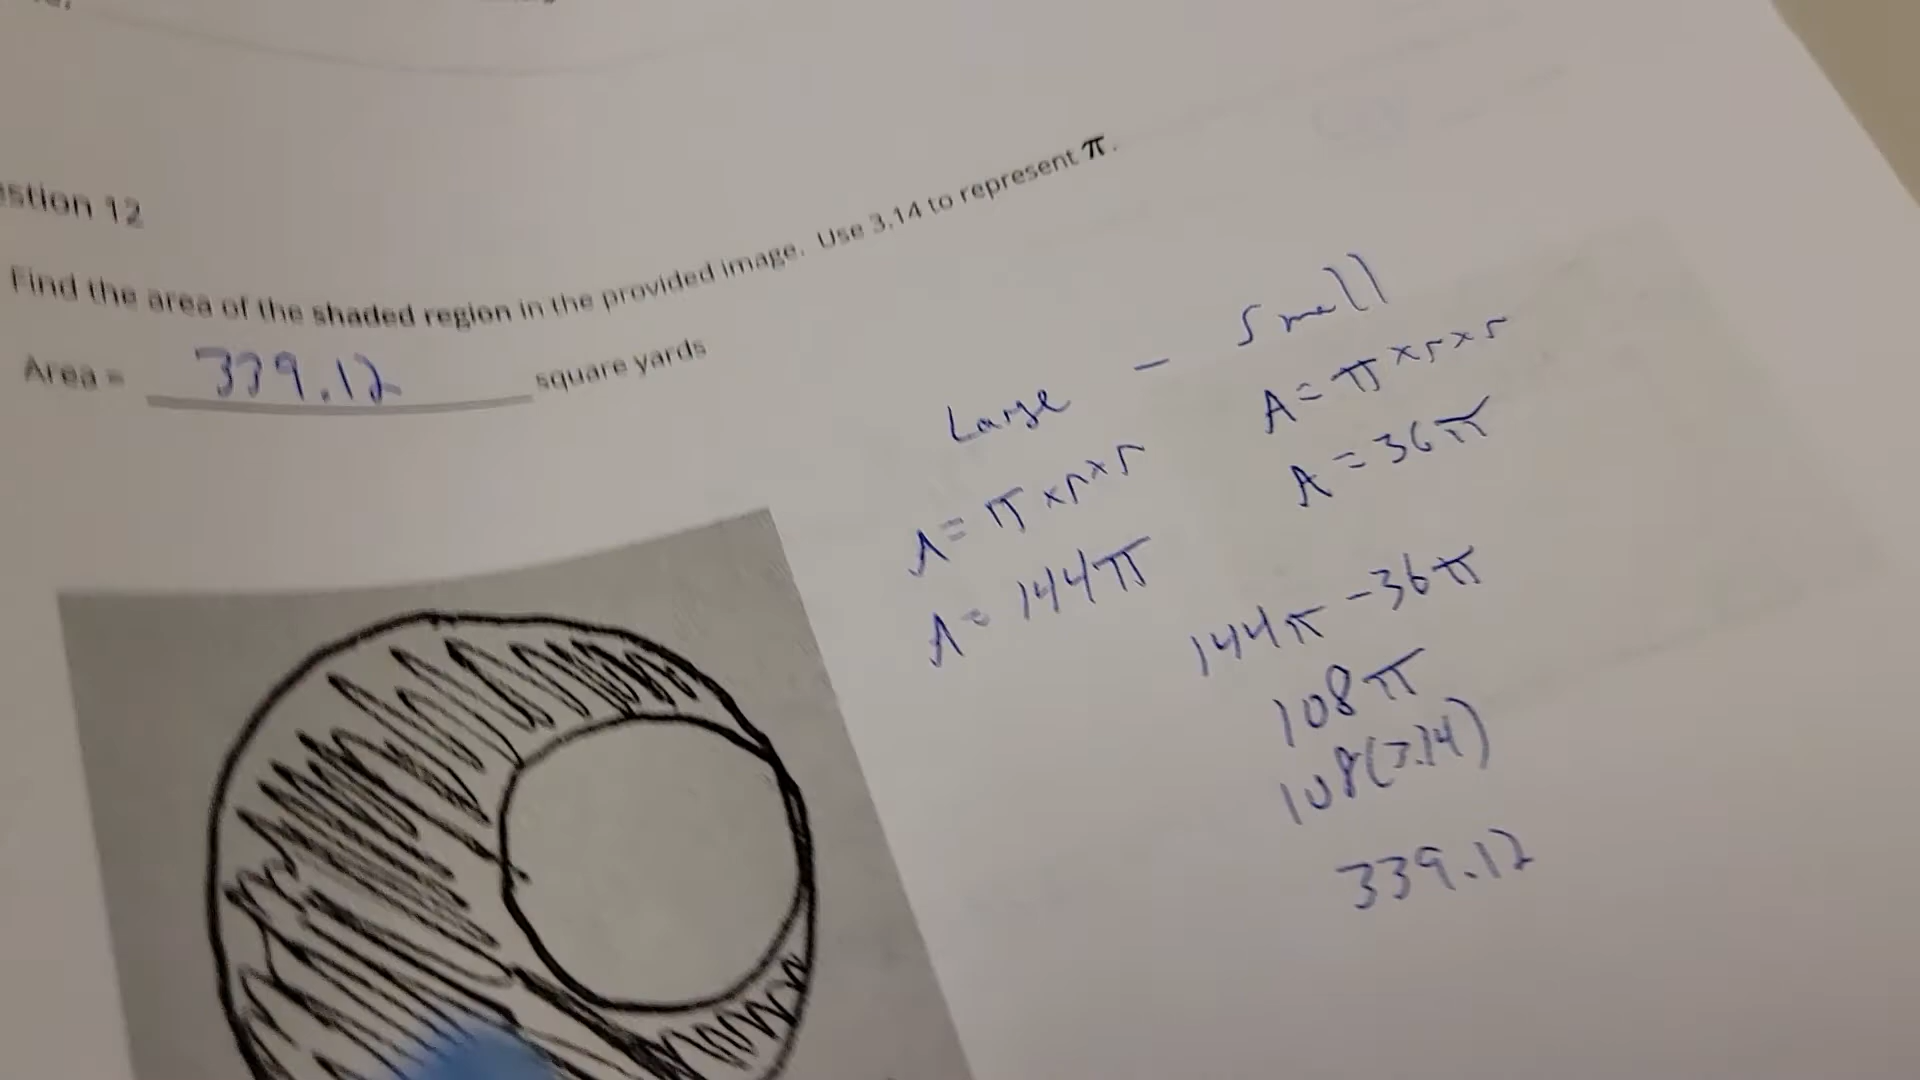 stion 12
Find the area of the shaded region in the provided image. Use 3.14 to represent π.
Area = 339.12 square yards
Large - Small
A = π × r × r
A = 144π
A = π × r × r
A = 36π
144π - 36π
108π
108(3.14)
339.12